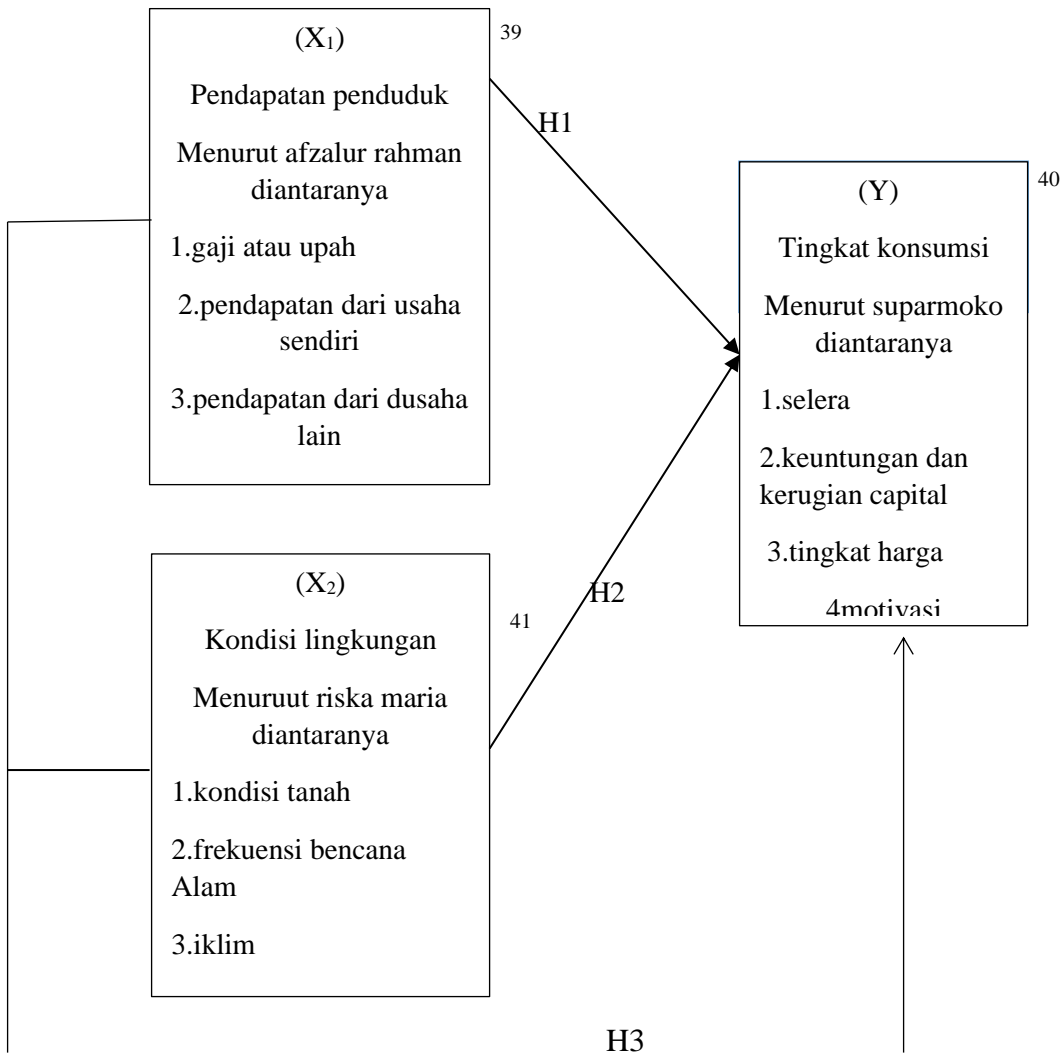 (X₁)
39
Pendapatan penduduk
Menurut afzalur rahman
diantaranya
1.gaji atau upah
2.pendapatan dari usaha
sendiri
3.pendapatan dari dusaha
lain
H1
(Y)
40
Tingkat konsumsi
Menurut suparmoko
diantaranya
1.selera
2.keuntungan dan
kerugian capital
3.tingkat harga
4motivasi
(X₂)
41
Kondisi lingkungan
Menuruut riska maria
diantaranya
1.kondisi tanah
2.frekuensi bencana
Alam
3.iklim
H2
H3